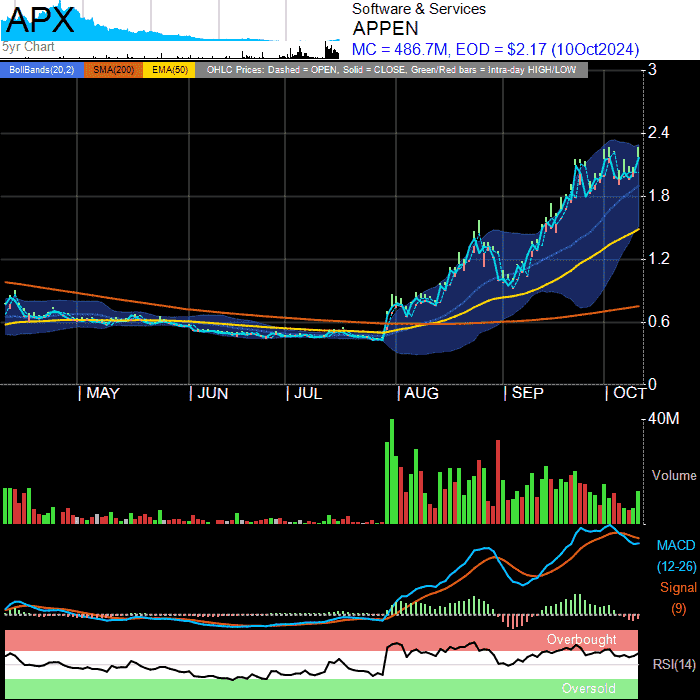 APX
5yr Chart
Software & Services
APPEN
MC = 486.7M, EOD = $2.17 (10Oct2024)
BollBands(20,2) SMA(200) EMA(50) OHLC Prices: Dashed = OPEN, Solid = CLOSE, Green/Red bars = Intra-day HIGH/LOW
3
2.4
1.8
1.2
0.6
0
| MAY | JUN | JUL | AUG | SEP | OCT
40M
Volume
MACD
(12-26)
Signal
(9)
Overbought
RSI(14)
Oversold